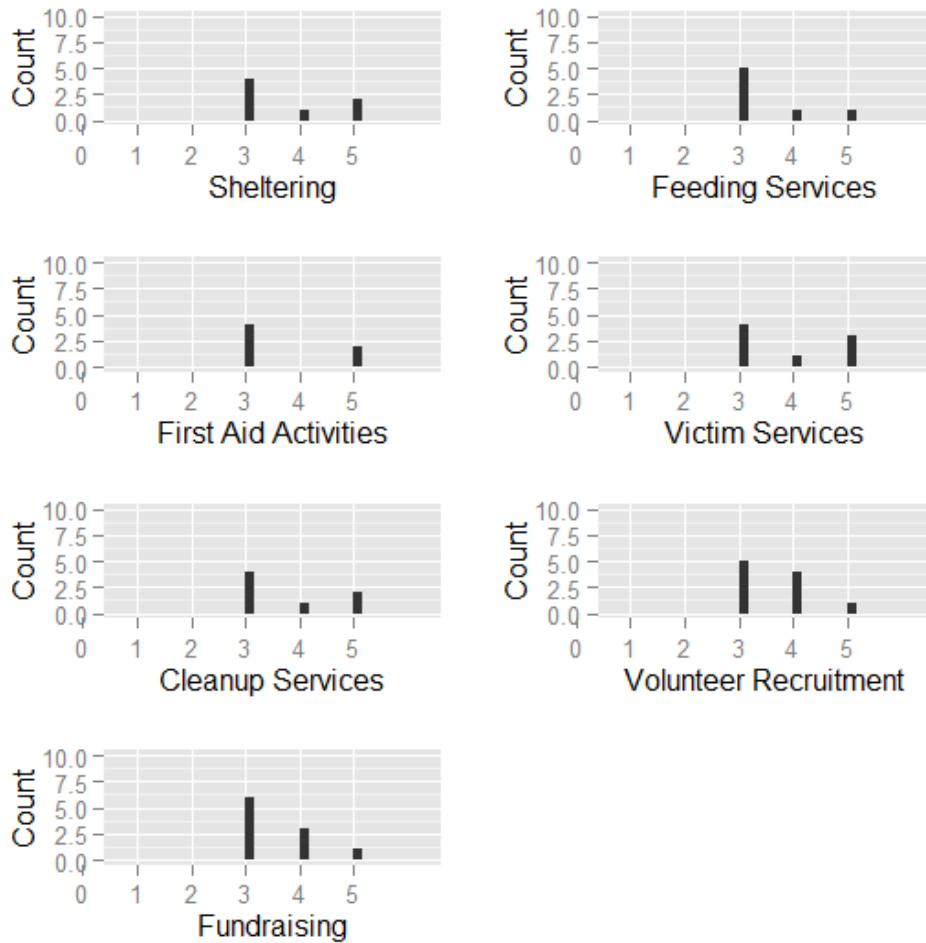 Count
10.0
7.5
5.0
2.5
0.0
0 1 2 3 4 5
Sheltering
Count
10.0
7.5
5.0
2.5
0.0
0 1 2 3 4 5
Feeding Services
Count
10.0
7.5
5.0
2.5
0.0
0 1 2 3 4 5
First Aid Activities
Count
10.0
7.5
5.0
2.5
0.0
0 1 2 3 4 5
Victim Services
Count
10.0
7.5
5.0
2.5
0.0
0 1 2 3 4 5
Cleanup Services
Count
10.0
7.5
5.0
2.5
0.0
0 1 2 3 4 5
Volunteer Recruitment
Count
10.0
7.5
5.0
2.5
0.0
0 1 2 3 4 5
Fundraising